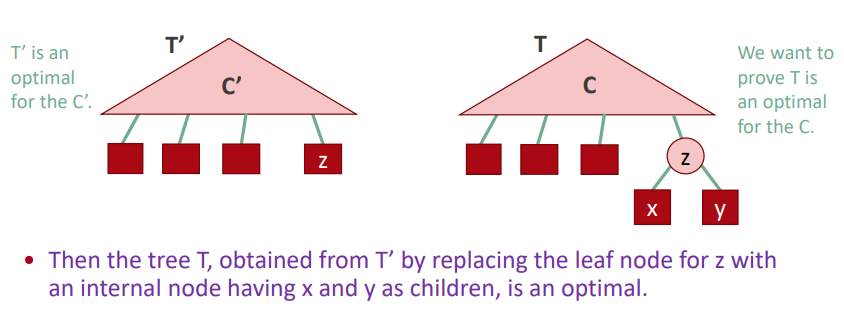 T’ is an
optimal
for the C’.
T’
C’
z
T
C
z
x
y
We want to
prove T is
an optimal
for the C.
• Then the tree T, obtained from T’ by replacing the leaf node for z with
an internal node having x and y as children, is an optimal.